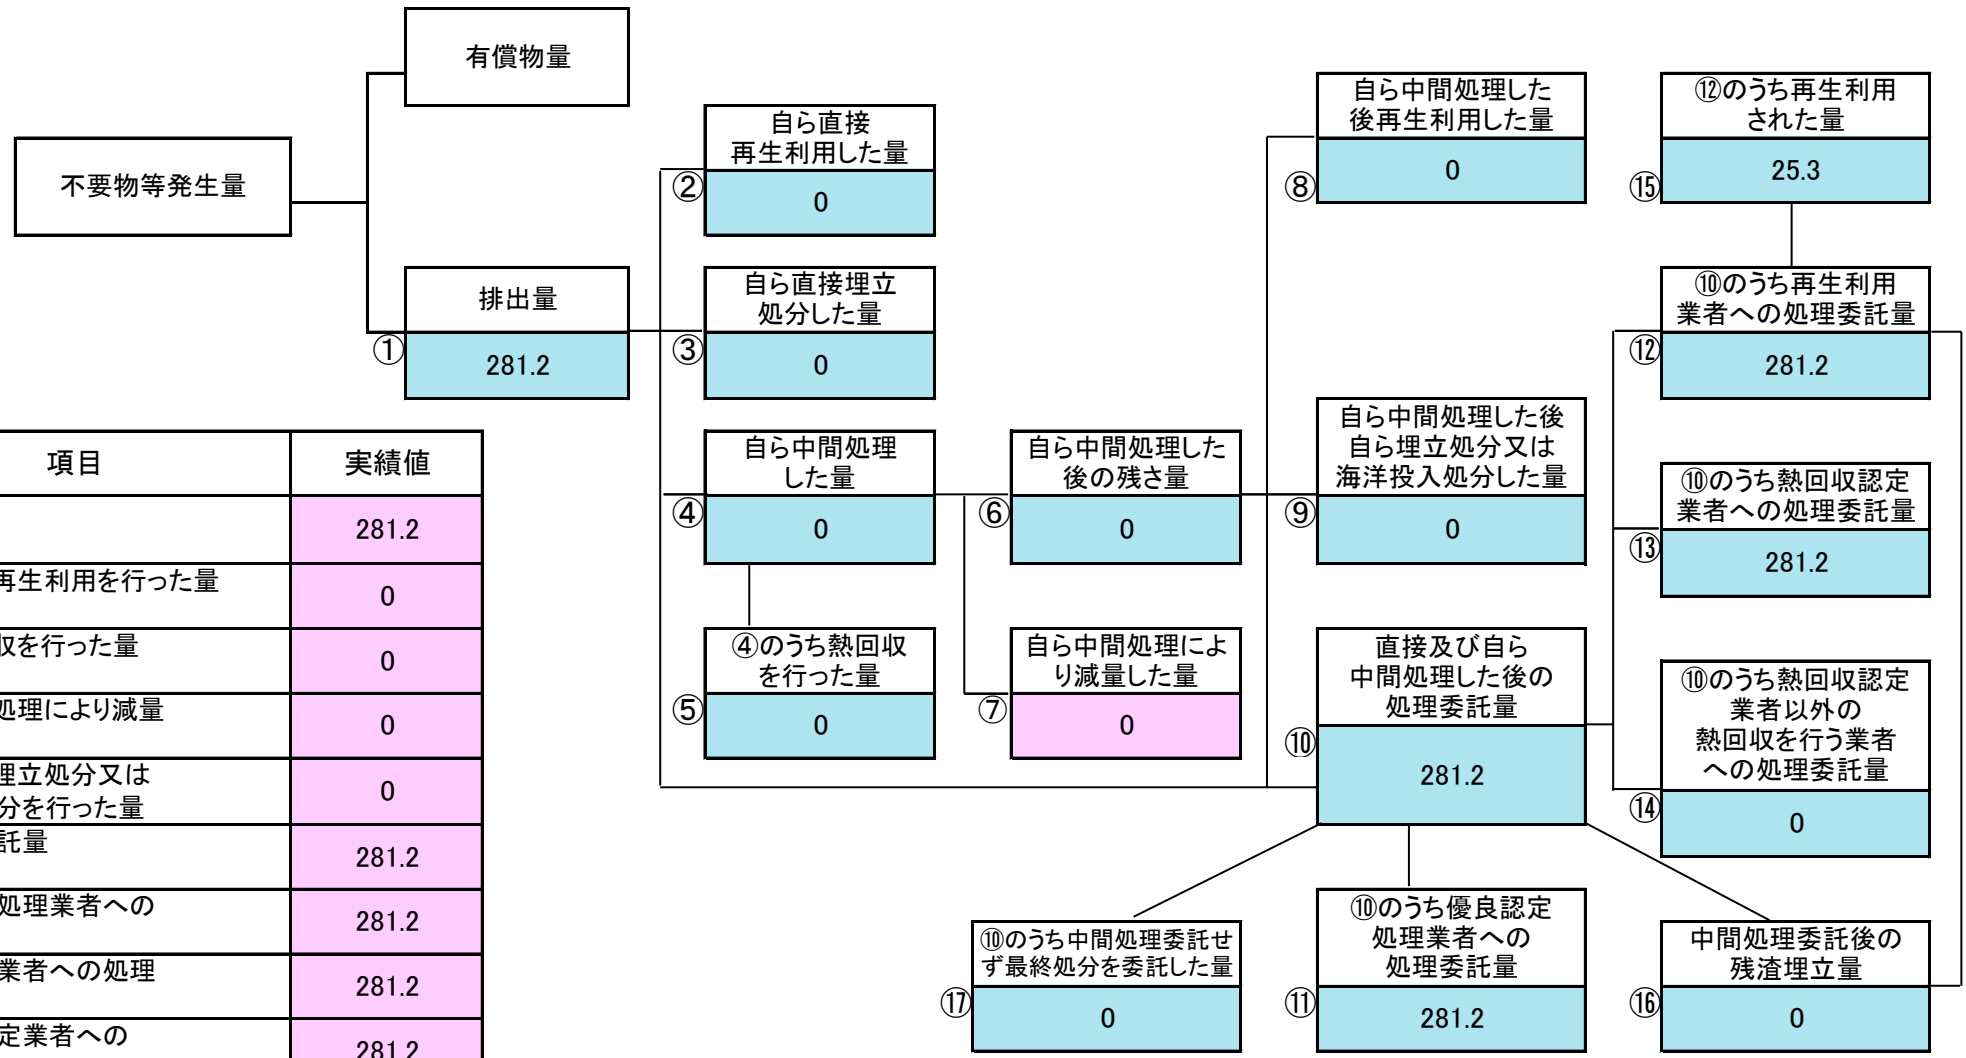 有償物量
不要物等発生量
排出量
①
281.2
自ら直接
再生利用した量
②
0
自ら直接埋立
処分した量
③
0
自ら中間処理
した量
④
0
④のうち熱回収
を行った量
⑤
0
自ら中間処理した
後の残さ量
⑥
0
自ら中間処理によ
り減量した量
⑦
0
自ら中間処理した
後再生利用した量
⑧
0
自ら中間処理した後
自ら埋立処分又は
海洋投入処分した量
⑨
0
直接及び自ら
中間処理した後の
処理委託量
⑩
281.2
⑩のうち優良認定
処理業者への
処理委託量
⑪
281.2
⑫のうち再生利用
された量
⑮
25.3
⑩のうち再生利用
業者への処理委託量
⑫
281.2
⑩のうち熱回収認定
業者への処理委託量
⑬
281.2
⑩のうち熱回収認定
業者以外の
熱回収を行う業者
への処理委託量
⑭
0
中間処理委託後の
残渣埋立量
⑯
0
⑩のうち中間処理委託せ
ず最終処分を委託した量
⑰
0
項目 実績値
281.2
再生利用を行った量 0
収を行った量 0
処理により減量 0
埋立処分又は
分を行った量 0
託量 281.2
処理業者への 281.2
業者への処理 281.2
定業者への 281.2